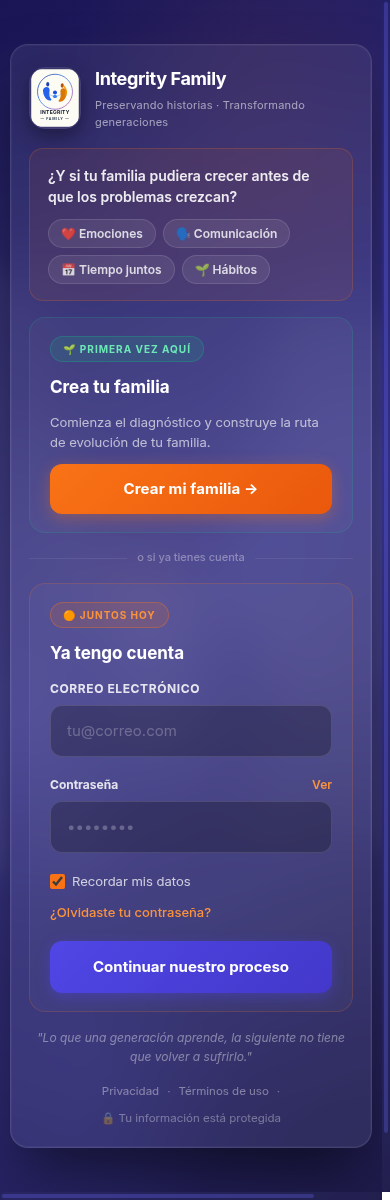 INTEGRITY
— FAMILY —
Integrity Family
Preservando historias · Transformando
generaciones
¿Y si tu familia pudiera crecer antes de
que los problemas crezcan?
❤️ Emociones
🗣️ Comunicación
📅 Tiempo juntos
🌱 Hábitos
🌱 PRIMERA VEZ AQUÍ
Crea tu familia
Comienza el diagnóstico y construye la ruta
de evolución de tu familia.
Crear mi familia →
o si ya tienes cuenta
🟠 JUNTOS HOY
Ya tengo cuenta
CORREO ELECTRÓNICO
tu@correo.com
Contraseña
Ver
••••••••
Recordar mis datos
¿Olvidaste tu contraseña?
Continuar nuestro proceso
"Lo que una generación aprende, la siguiente no tiene
que volver a sufrirlo."
Privacidad · Términos de uso ·
🔒 Tu información está protegida